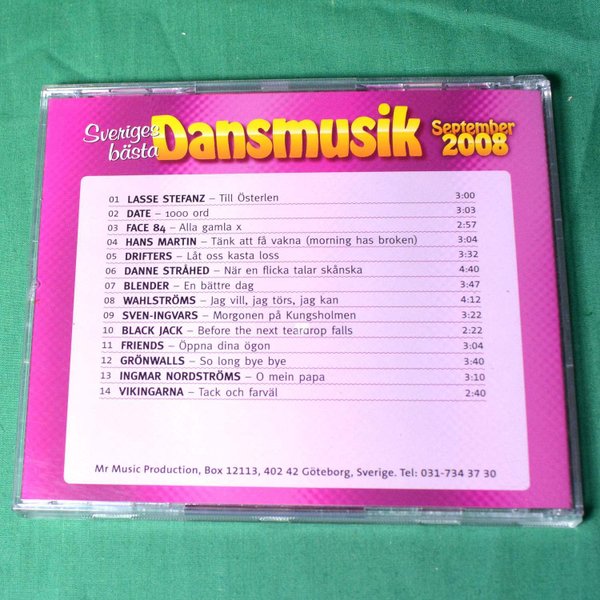 Sveriges bästa Dansmusik September 2008
01 LASSE STEFANZ – Till Österlen 3:00
02 DATE – 1000 ord 3:03
03 FACE 84 – Alla gamla x 2:57
04 HANS MARTIN – Tänk att få vakna (morning has broken) 3:04
05 DRIFTERS – Låt oss kasta loss 3:32
06 DANNE STRÅHED – När en flicka talar skånska 4:40
07 BLENDER – En bättre dag 3:47
08 WAHLSTRÖMS – Jag vill, jag törs, jag kan 4:12
09 SVEN-INGVARS – Morgonen på Kungsholmen 3:22
10 BLACK JACK – Before the next teardrop falls 2:22
11 FRIENDS – Öppna dina ögon 3:04
12 GRÖNWALLS – So long bye bye 3:40
13 INGMAR NORDSTRÖMS – O mein papa 3:10
14 VIKINGARNA – Tack och farväl 2:40
Mr Music Production, Box 12113, 402 42 Göteborg, Sverige. Tel: 031-734 37 30